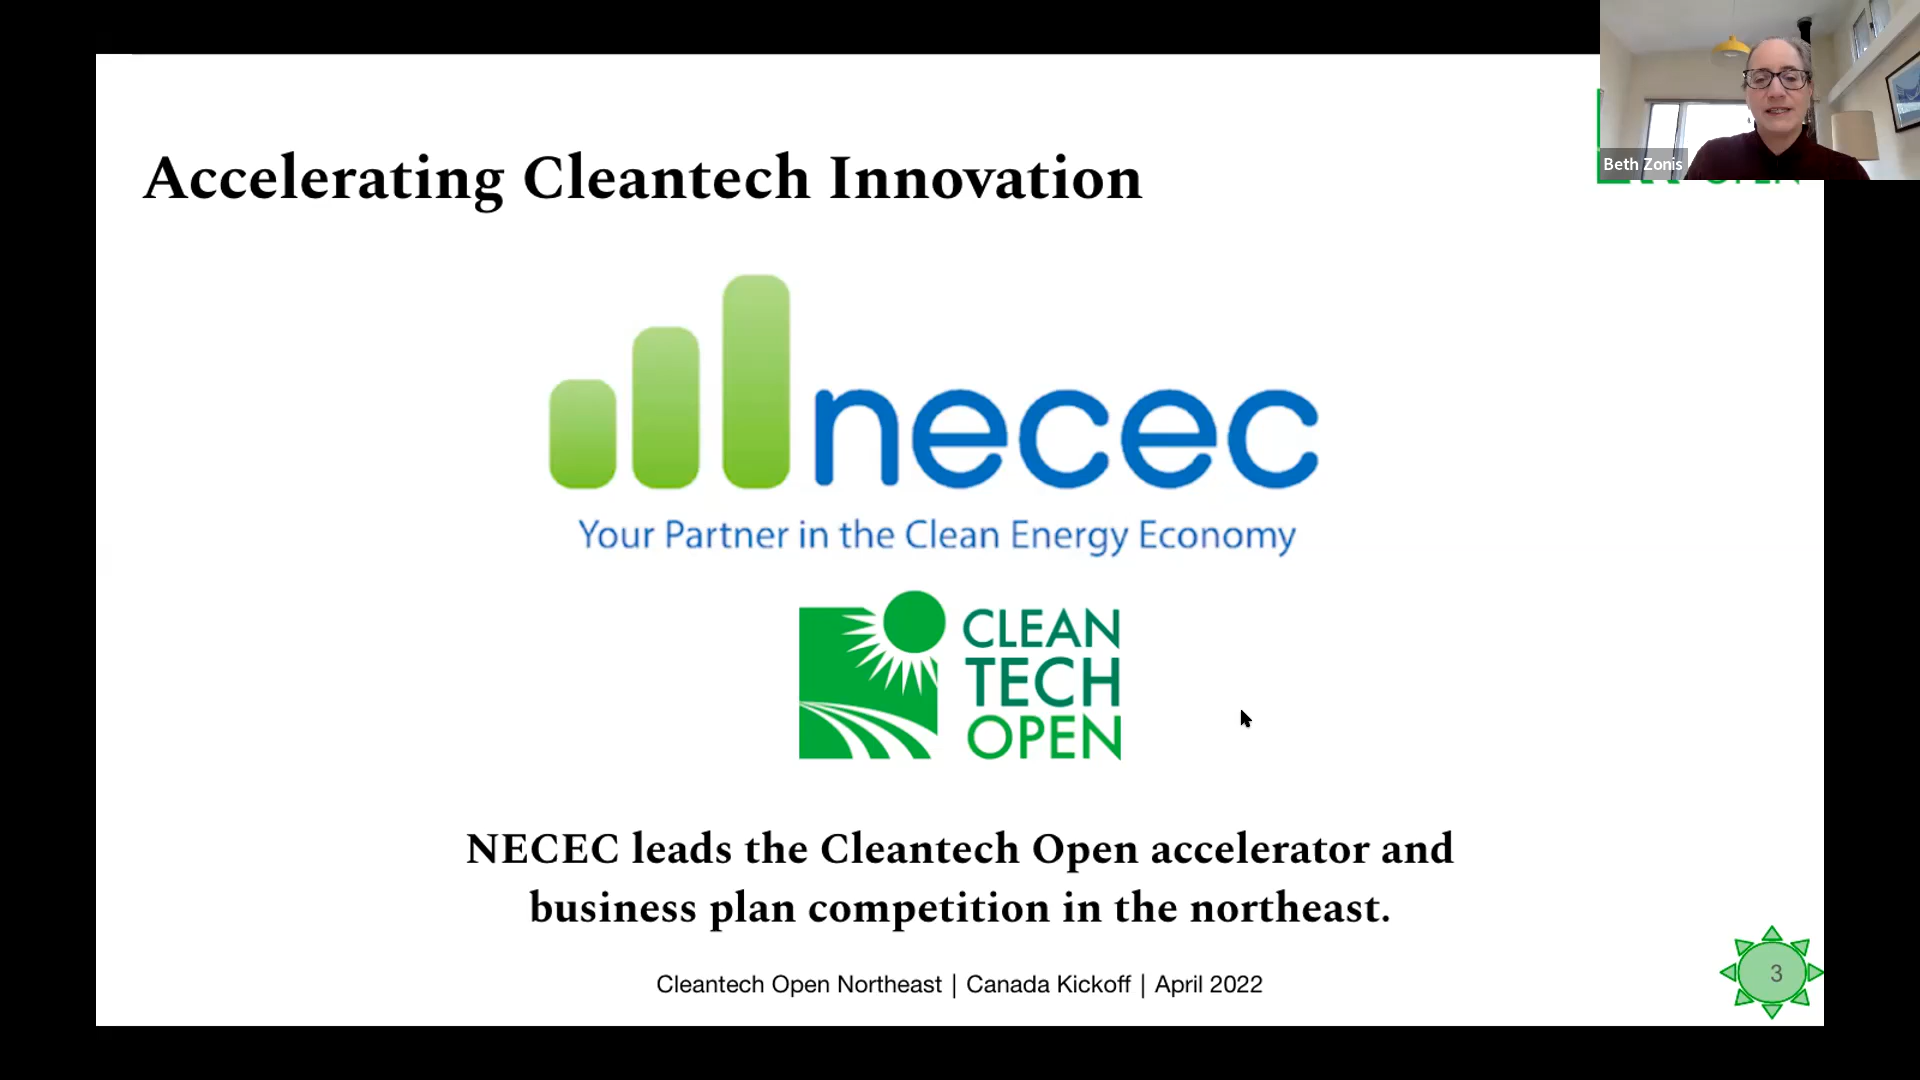 Accelerating Cleantech Innovation
Beth Zonis
necec
Your Partner in the Clean Energy Economy
CLEAN
TECH
OPEN
NECEC leads the Cleantech Open accelerator and
business plan competition in the northeast.
Cleantech Open Northeast | Canada Kickoff | April 2022
3